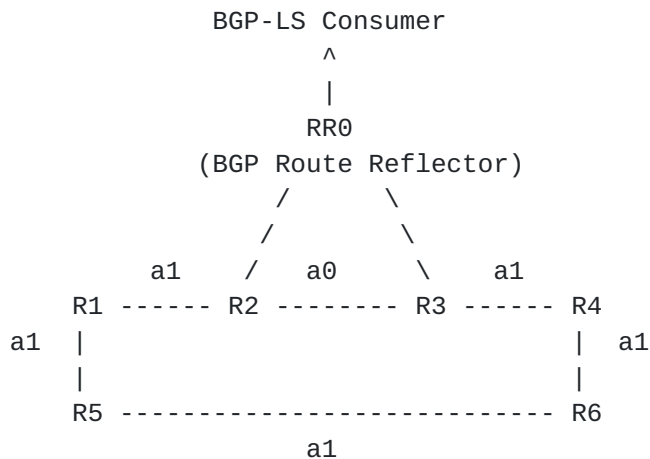 BGP-LS Consumer
^
|
RR0
(BGP Route Reflector)
/ \
/ \
a1 / a0 \ a1
R1 ------ R2 -------- R3 ------ R4
a1 | | a1
| |
R5 ---------------------------- R6
a1